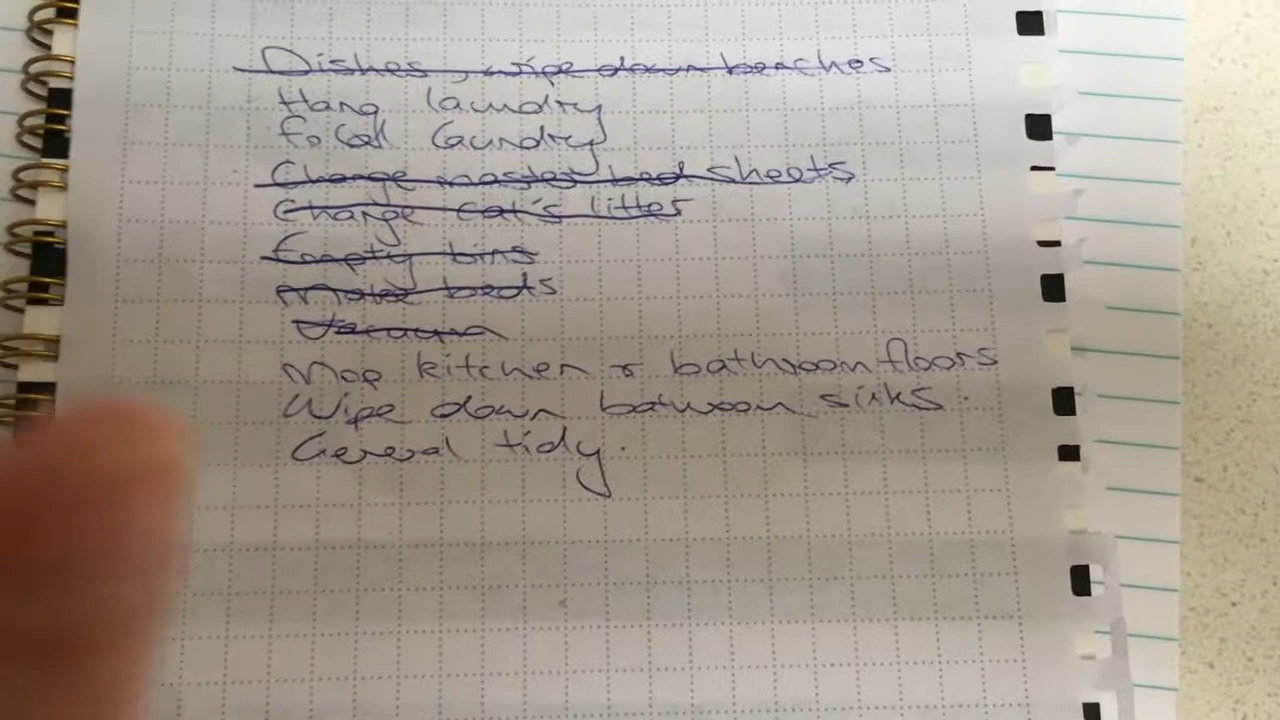 Dishes, wipe down benches
Hang laundry
Fold laundry
Change master bed sheets
Change cat's litter
Empty bins
Make beds
Vacuum
Mop kitchen & bathroom floors
Wipe down bathroom sinks.
General tidy.